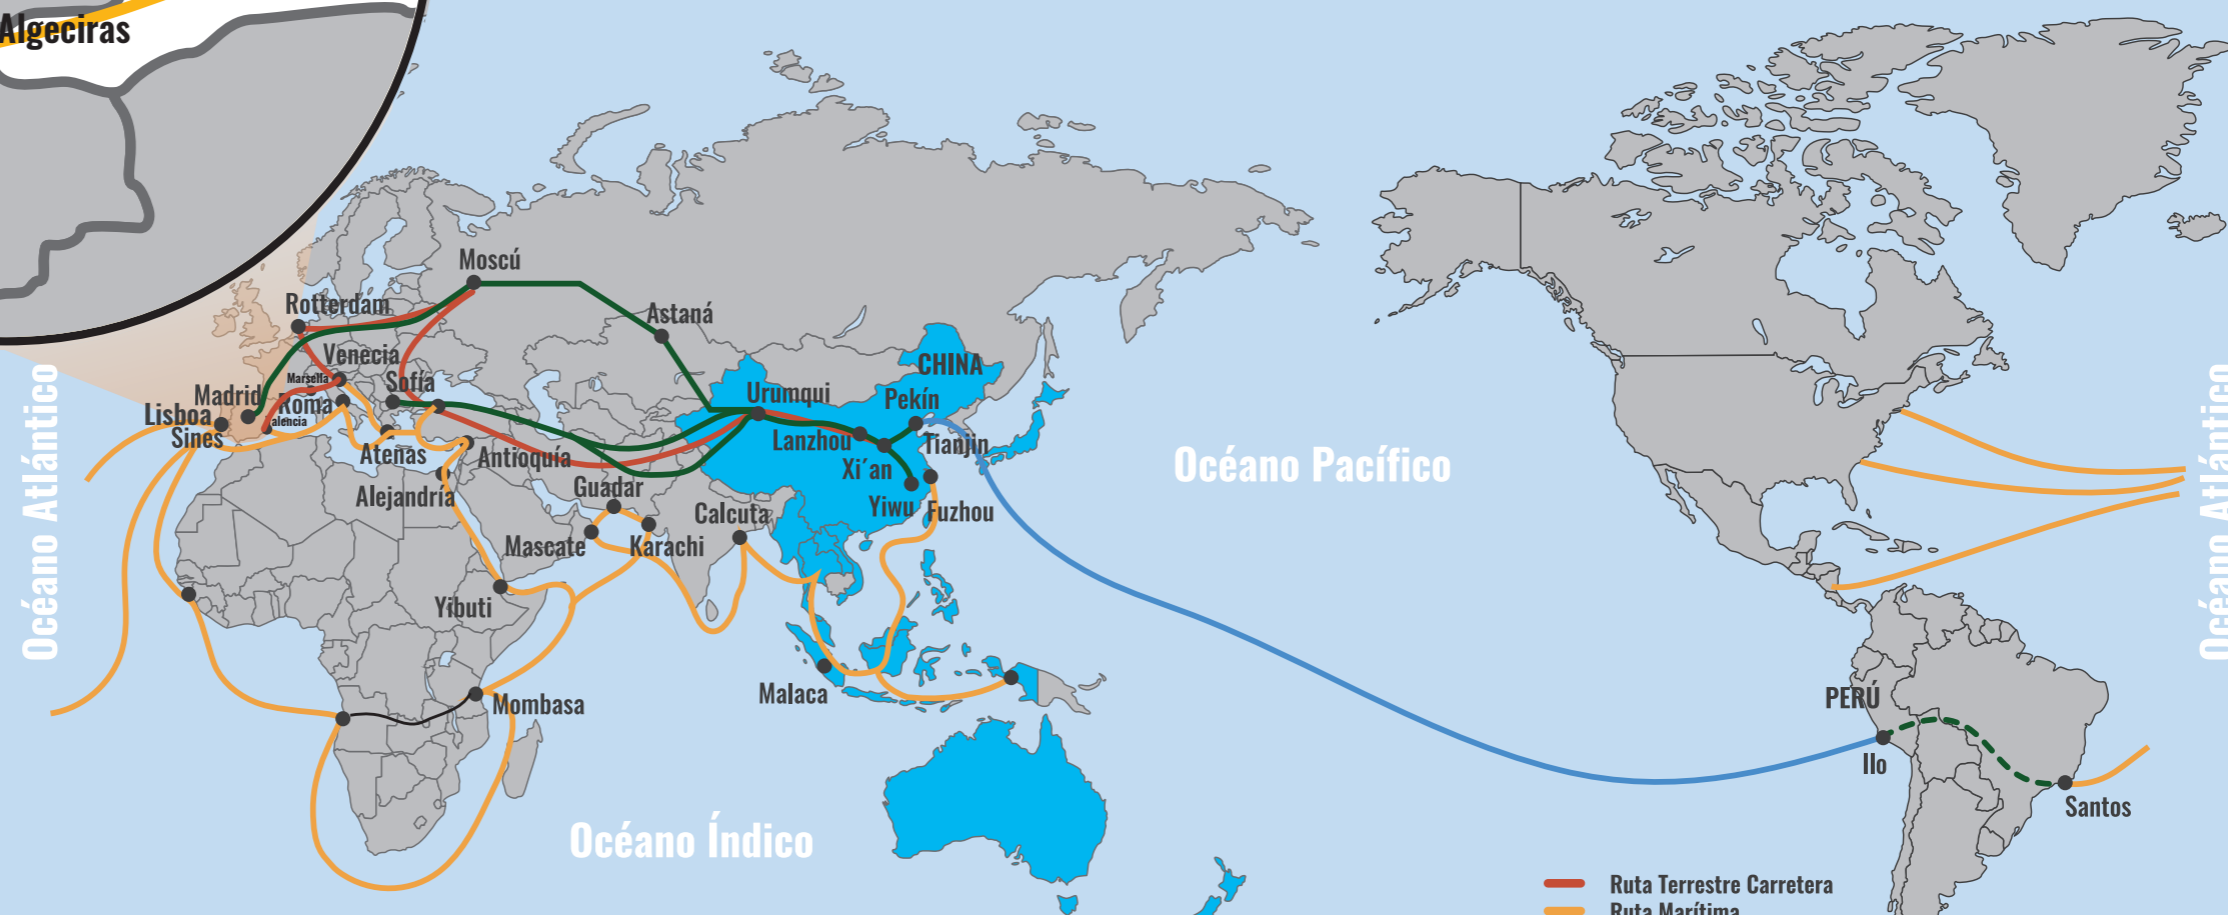 Algeciras
Moscú
Rotterdam
Astaná
Venecia
CHINA
Marsella
Sofía
Madrid
Urumqui
Pekín
Roma
Lisboa
alencia
Sines
Lanzhou
Tianjin
Atenas
Antioquía
Xi´an
Océano Pacífico
Guadar
Alejandría
Calcuta
Yiwu
Fuzhou
Océano Atlántico
Océano Atlántico
Mascate
Karachi
Yibuti
Malaca
Mombasa
PERÚ
Ilo
Santos
Océano Índico
Ruta Terrestre Carretera
Ruta Marítima